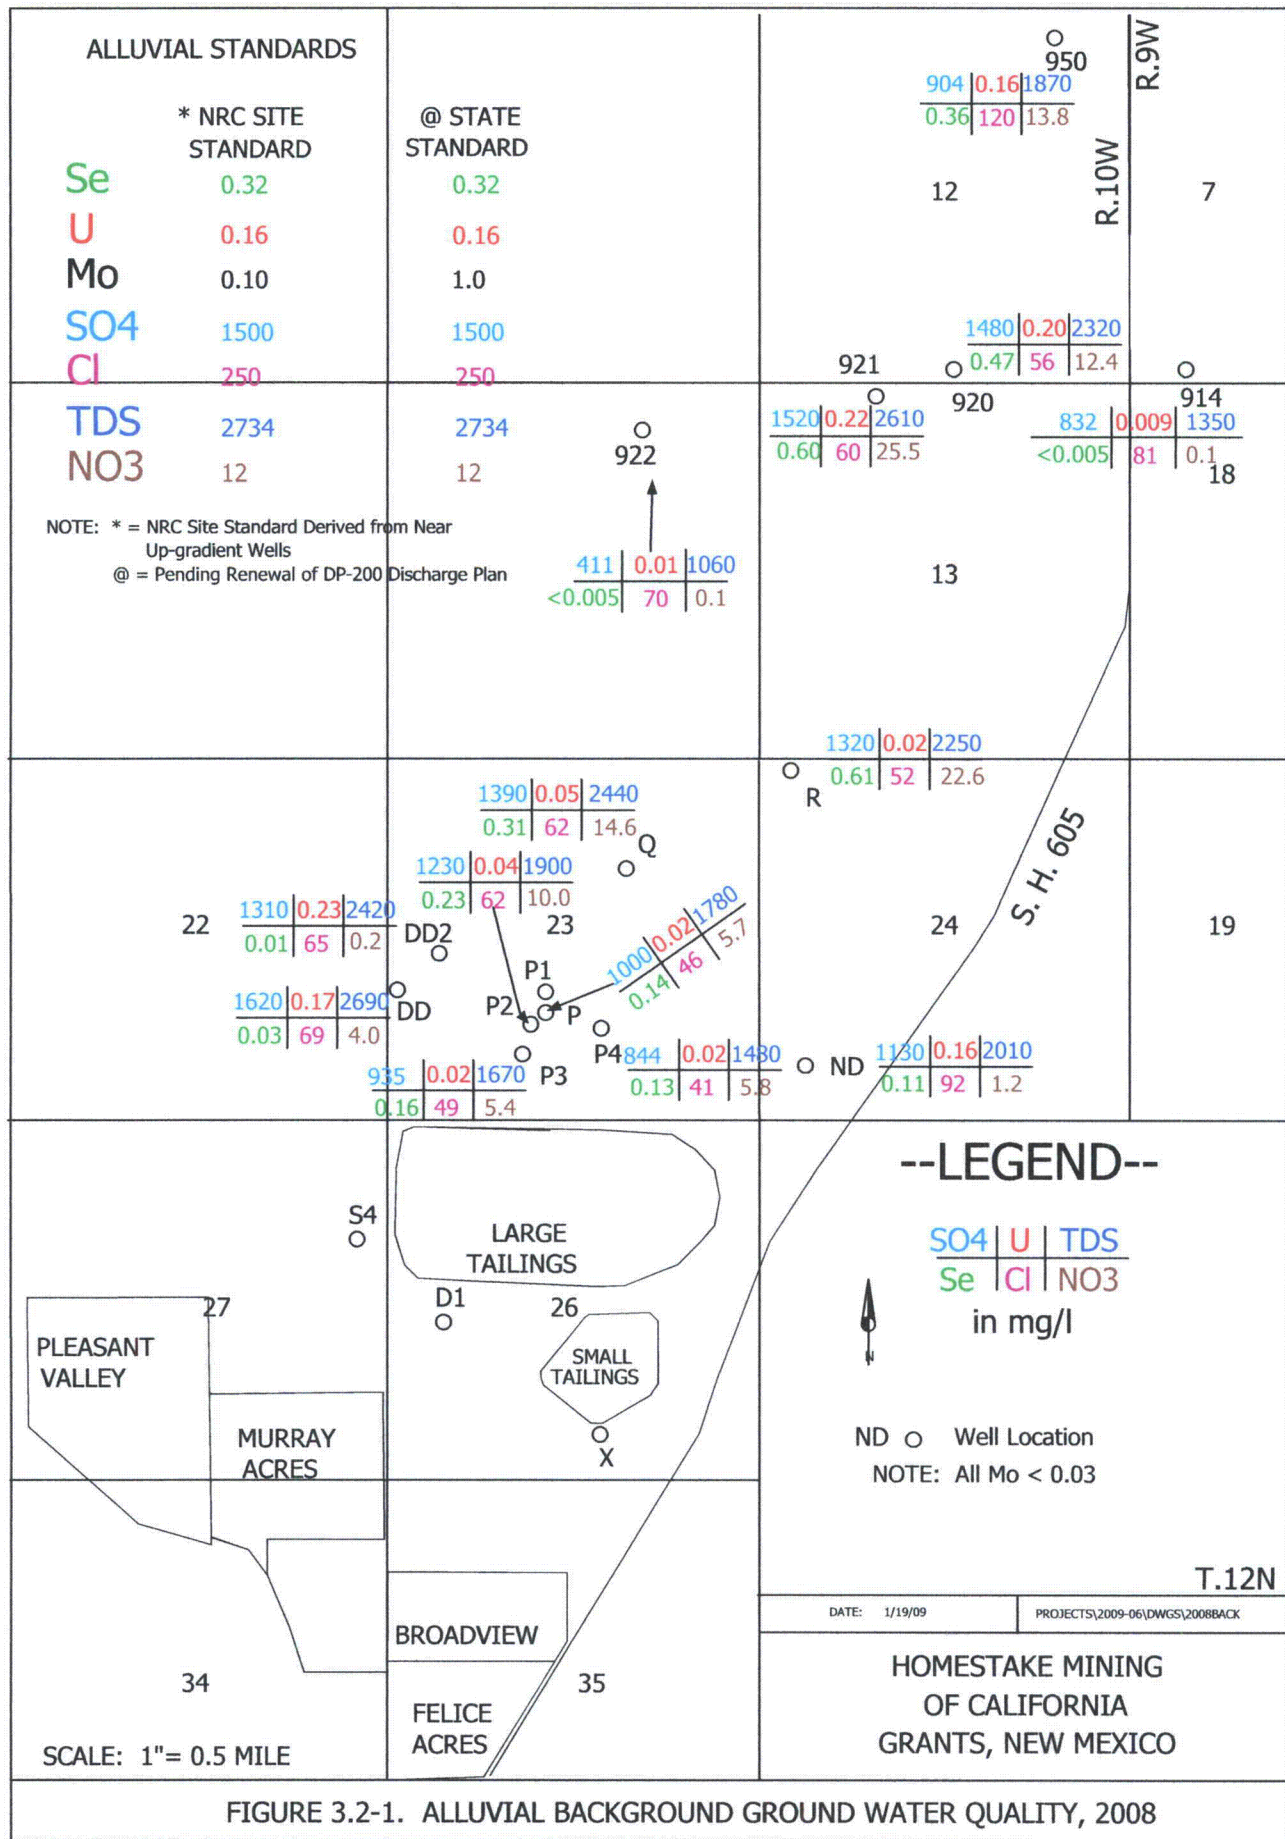 ALLUVIAL STANDARDS
* NRC SITE STANDARD
@ STATE STANDARD
Se 0.32 0.32
U 0.16 0.16
Mo 0.10 1.0
SO4 1500 1500
Cl 250 250
TDS 2734 2734
NO3 12 12
NOTE: * = NRC Site Standard Derived from Near
Up-gradient Wells
@ = Pending Renewal of DP-200 Discharge Plan
950
904 0.16 1870
0.36 120 13.8
R.9W
R.10W
12
7
1480 0.20 2320
0.47 56 12.4
921
920
914
1520 0.22 2610
0.60 60 25.5
832 0.009 1350
<0.005 81 0.1
18
922
411 0.01 1060
<0.005 70 0.1
13
1320 0.02 2250
0.61 52 22.6
R
1390 0.05 2440
0.31 62 14.6
Q
1230 0.04 1900
0.23 62 10.0
S. H. 605
22
1310 0.23 2420
0.01 65 0.2
DD2
23
1000 0.02 1780
0.14 46 5.7
24
19
1620 0.17 2690
0.03 69 4.0
DD
P1
P2
P
P3
P4
935 0.02 1670
0.16 49 5.4
844 0.02 1480
0.13 41 5.8
ND
1130 0.16 2010
0.11 92 1.2
S4
LARGE
TAILINGS
--LEGEND--
SO4 U TDS
Se Cl NO3
in mg/l
N
27
D1
26
PLEASANT
VALLEY
SMALL
TAILINGS
MURRAY
ACRES
X
ND Well Location
NOTE: All Mo < 0.03
T.12N
DATE: 1/19/09
PROJECTS\2009-06\DWGS\2008BACK
BROADVIEW
34
35
FELICE
ACRES
HOMESTAKE MINING
OF CALIFORNIA
GRANTS, NEW MEXICO
SCALE: 1"= 0.5 MILE
FIGURE 3.2-1. ALLUVIAL BACKGROUND GROUND WATER QUALITY, 2008